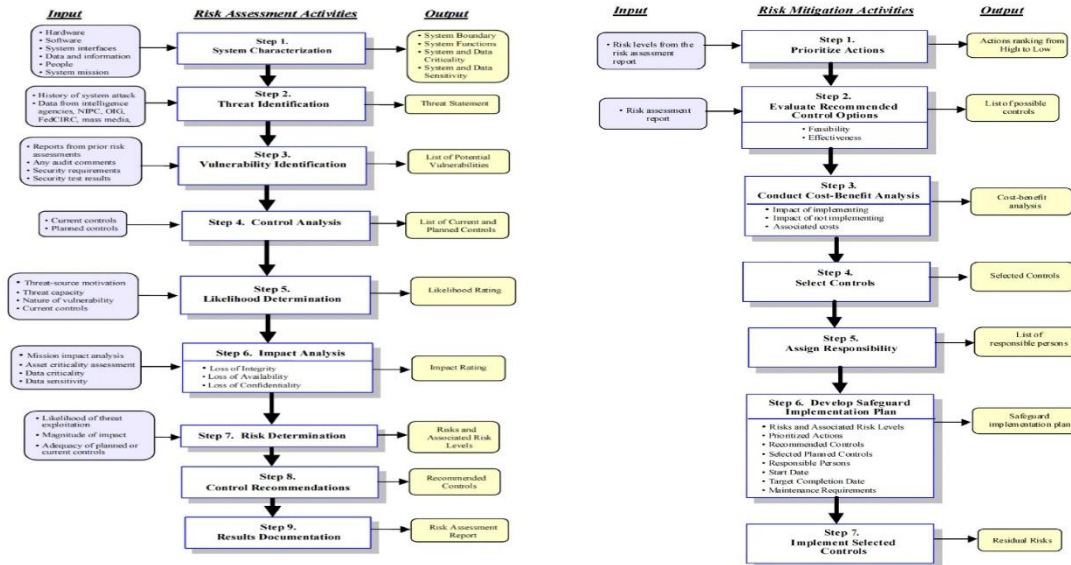 Input
Risk Assessment Activities
Output
• Hardware
• Software
• System interfaces
• Data and information
• People
• System mission
Step 1.
System Characterization
• System Boundary
• System Functions
• System and Data
Criticality
• System and Data
Sensitivity
• History of system attack
• Data from intelligence
agencies, NIPC, OIG,
FedCIRC, mass media,
Step 2.
Threat Identification
Threat Statement
• Reports from prior risk
assessments
• Any audit comments
• Security requirements
• Security test results
Step 3.
Vulnerability Identification
List of Potential
Vulnerabilities
• Current controls
• Planned controls
Step 4. Control Analysis
List of Current and
Planned Controls
• Threat-source motivation
• Threat capacity
• Nature of vulnerability
• Current controls
Step 5.
Likelihood Determination
Likelihood Rating
• Mission impact analysis
• Asset criticality assessment
• Data criticality
• Data sensitivity
Step 6. Impact Analysis
• Loss of Integrity
• Loss of Availability
• Loss of Confidentiality
Impact Rating
• Likelihood of threat
exploitation
• Magnitude of impact
• Adequacy of planned or
current controls
Step 7. Risk Determination
Risks and
Associated Risk
Levels
Step 8.
Control Recommendations
Recommended
Controls
Step 9.
Results Documentation
Risk Assessment
Report
Input
Risk Mitigation Activities
Output
• Risk levels from the risk
assessment
report
Step 1.
Prioritize Actions
Actions ranking from
High to Low
• Risk assessment
report
Step 2.
Evaluate Recommended
Control Options
• Feasibility
• Effectiveness
List of possible
controls
Step 3.
Conduct Cost-Benefit Analysis
• Impact of implementing
• Impact of not implementing
• Associated costs
Cost-benefit
analysis
Step 4.
Select Controls
Selected Controls
Step 5.
Assign Responsibility
List of
responsible persons
Step 6. Develop Safeguard
Implementation Plan
• Risks and Associated Risk Levels
• Prioritized Actions
• Recommended Controls
• Selected Planned Controls
• Responsible Persons
• Start Date
• Target Completion Date
• Maintenance Requirements
Safeguard
implementation plan
Step 7.
Implement Selected
Controls
Residual Risks